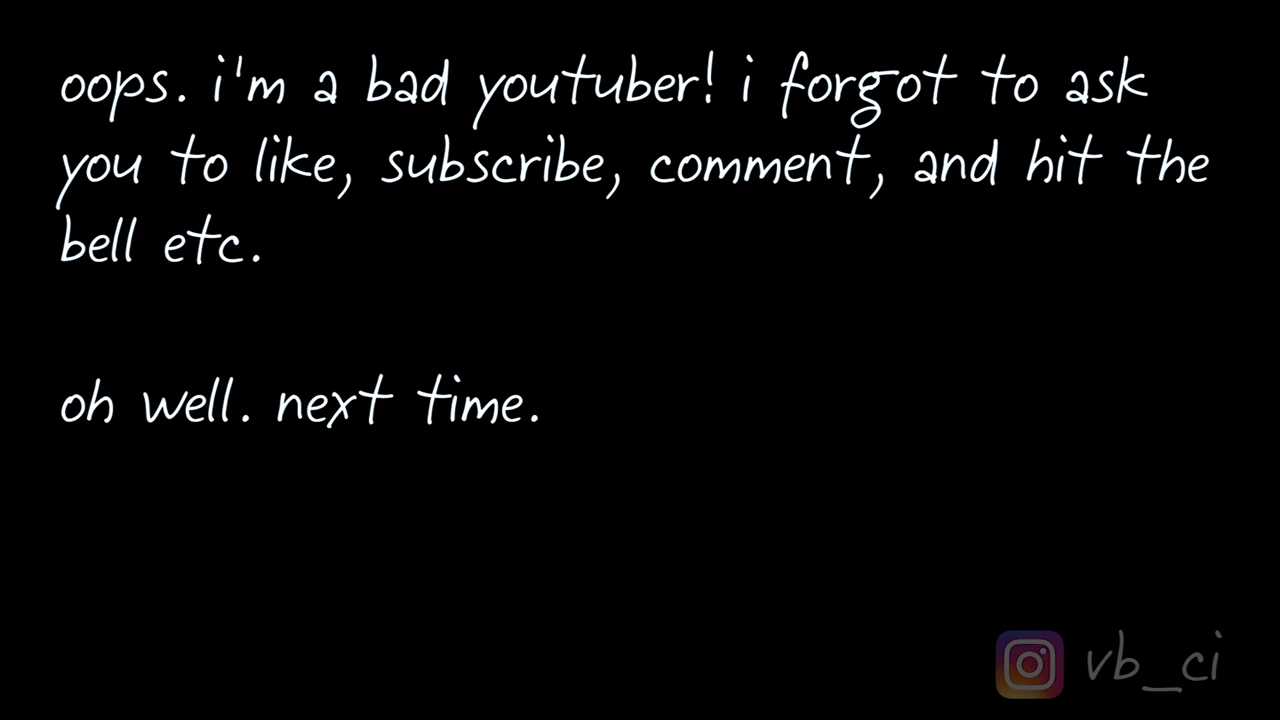 oops. i'm a bad youtuber! i forgot to ask
you to like, subscribe, comment, and hit the
bell etc.
oh well. next time.
vb_ci